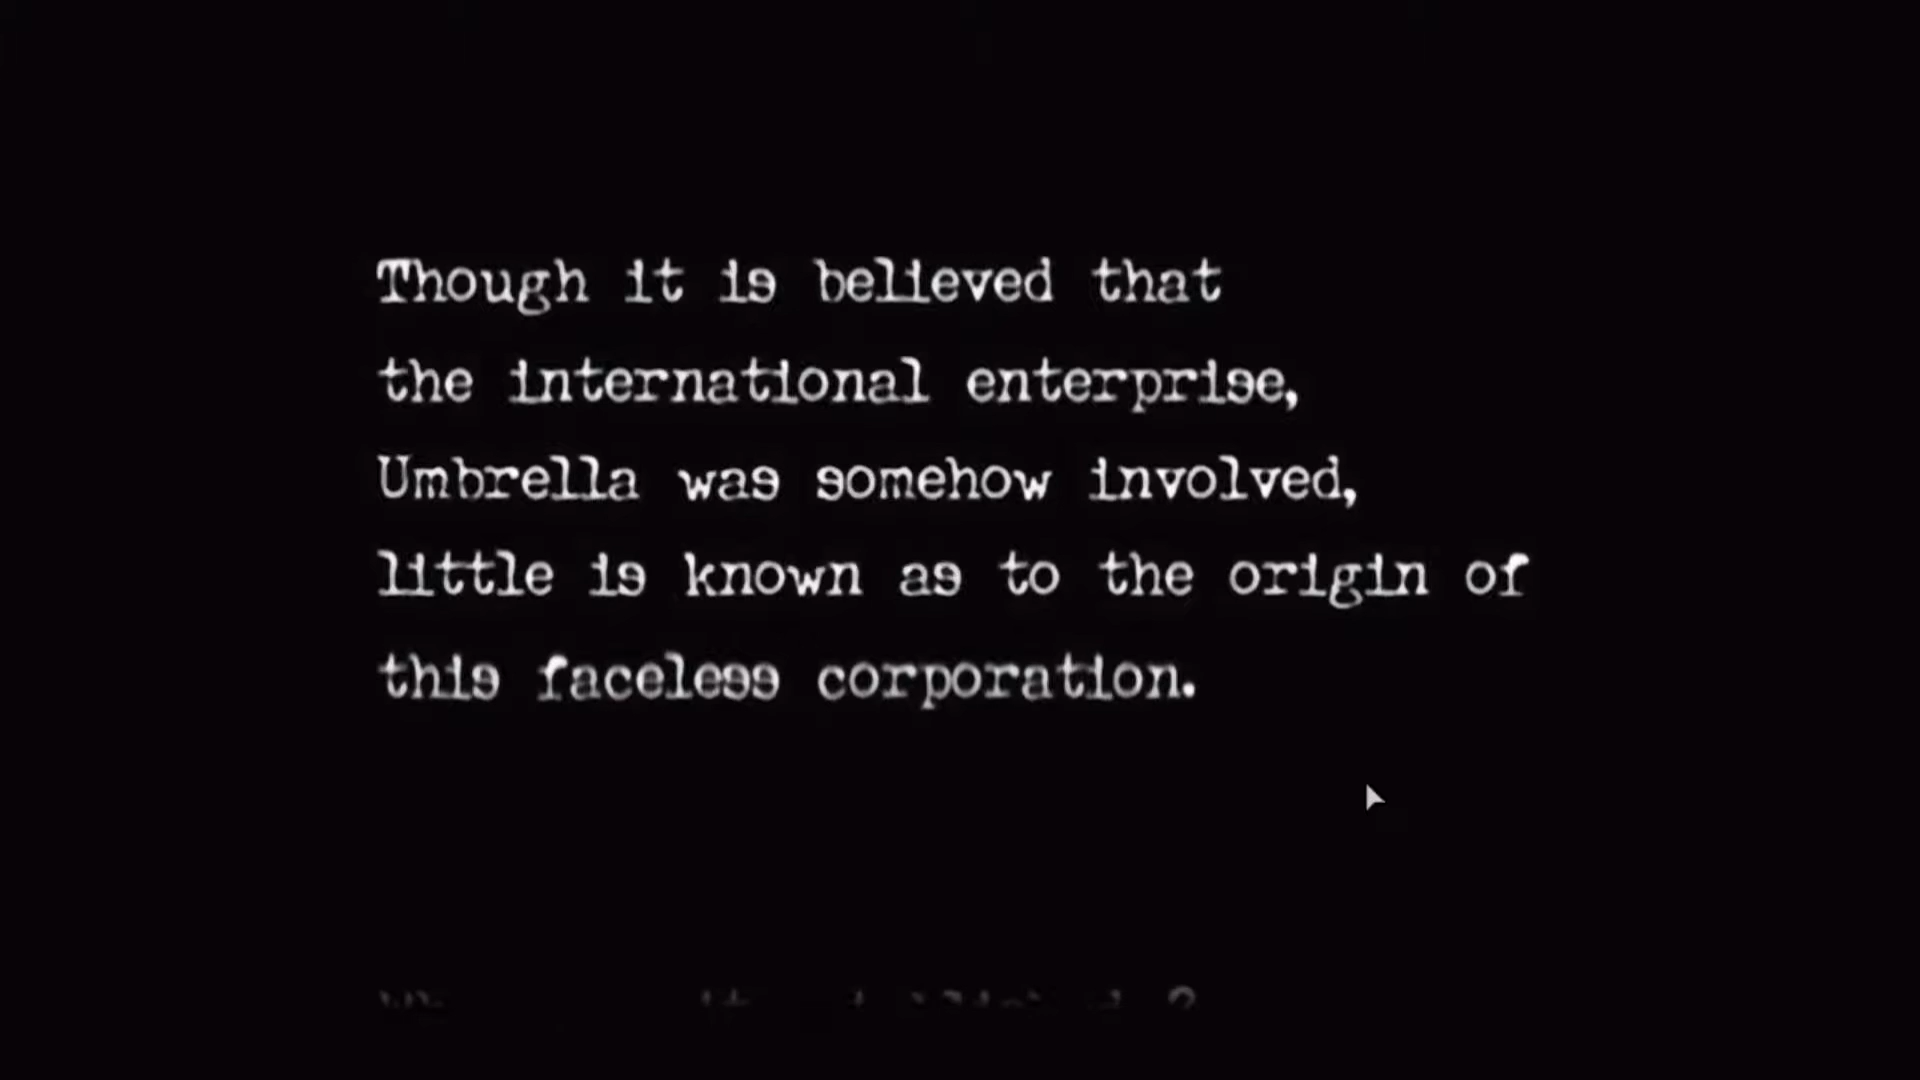 Though it is believed that
the international enterprise,
Umbrella was somehow involved,
little is known as to the origin of
this faceless corporation.